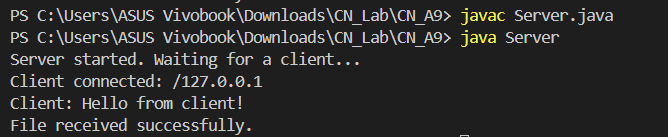 PS C:\Users\ASUS Vivobook\Downloads\CN_Lab\CN_A9> javac Server.java
PS C:\Users\ASUS Vivobook\Downloads\CN_Lab\CN_A9> java Server
Server started. Waiting for a client...
Client connected: /127.0.0.1
Client: Hello from client!
File received successfully.